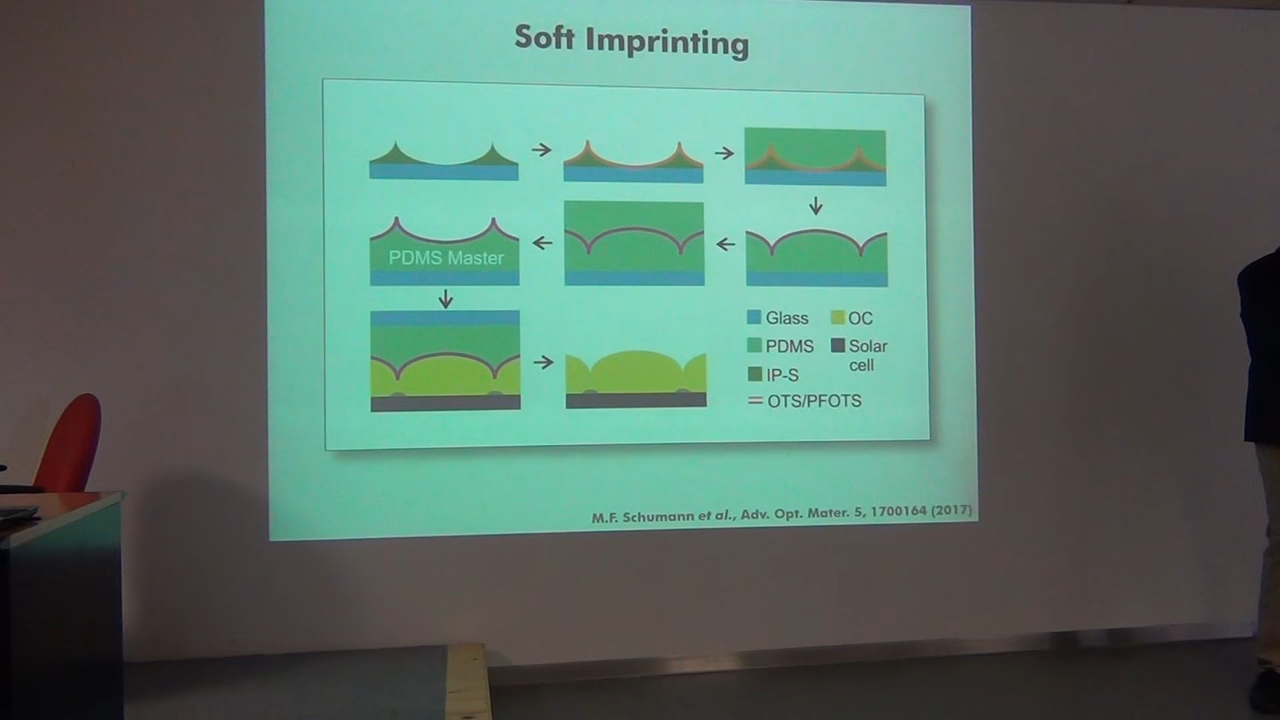 Soft Imprinting
PDMS Master
Glass
OC
PDMS
Solar
cell
IP-S
OTS/PFOTS
M.F. Schumann et al., Adv. Opt. Mater. 5, 1700164 (2017)